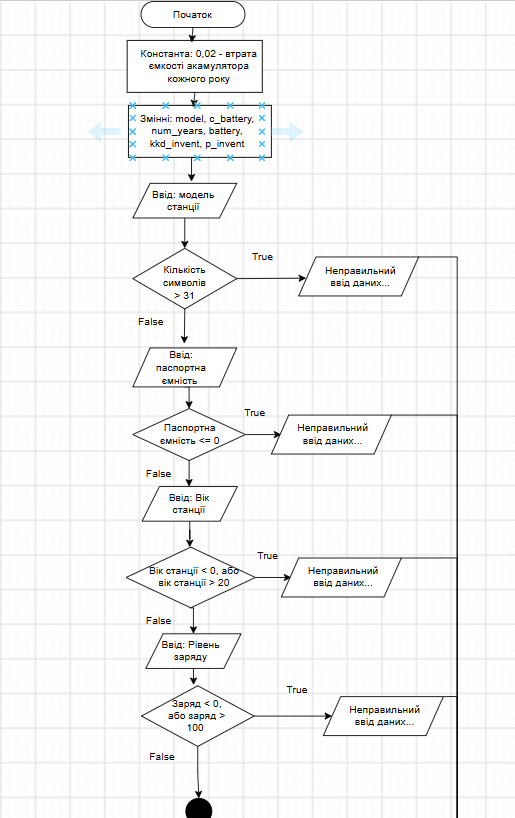 Початок
Константа: 0,02 - втрата
ємкості акамулятора
кожного року
Змінні: model, c_battery,
num_years, battery,
kkd_invent, p_invent
Ввід: модель
станції
Кількість
символів
> 31
True
Неправильний
ввід даних...
False
Ввід:
паспортна
ємність
Паспортна
ємність <= 0
True
Неправильний
ввід даних...
False
Ввід: Вік
станції
Вік станції < 0, або
вік станції > 20
True
Неправильний
ввід даних...
False
Ввід: Рівень
заряду
Заряд < 0,
або заряд >
100
True
Неправильний
ввід даних...
False